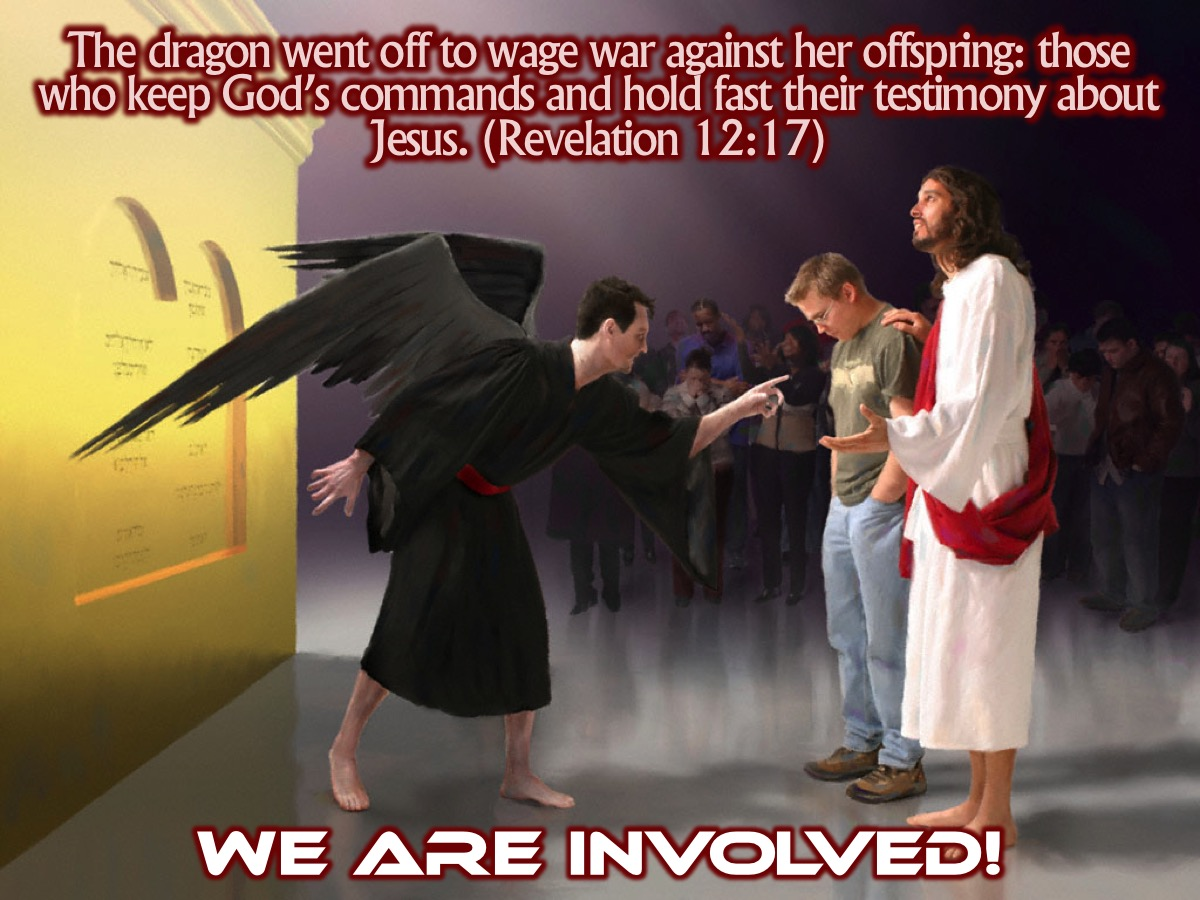 The dragon went off to wage war against her offspring: those
who keep God’s commands and hold fast their testimony about
Jesus. (Revelation 12:17)
WE ARE INVOLVED!